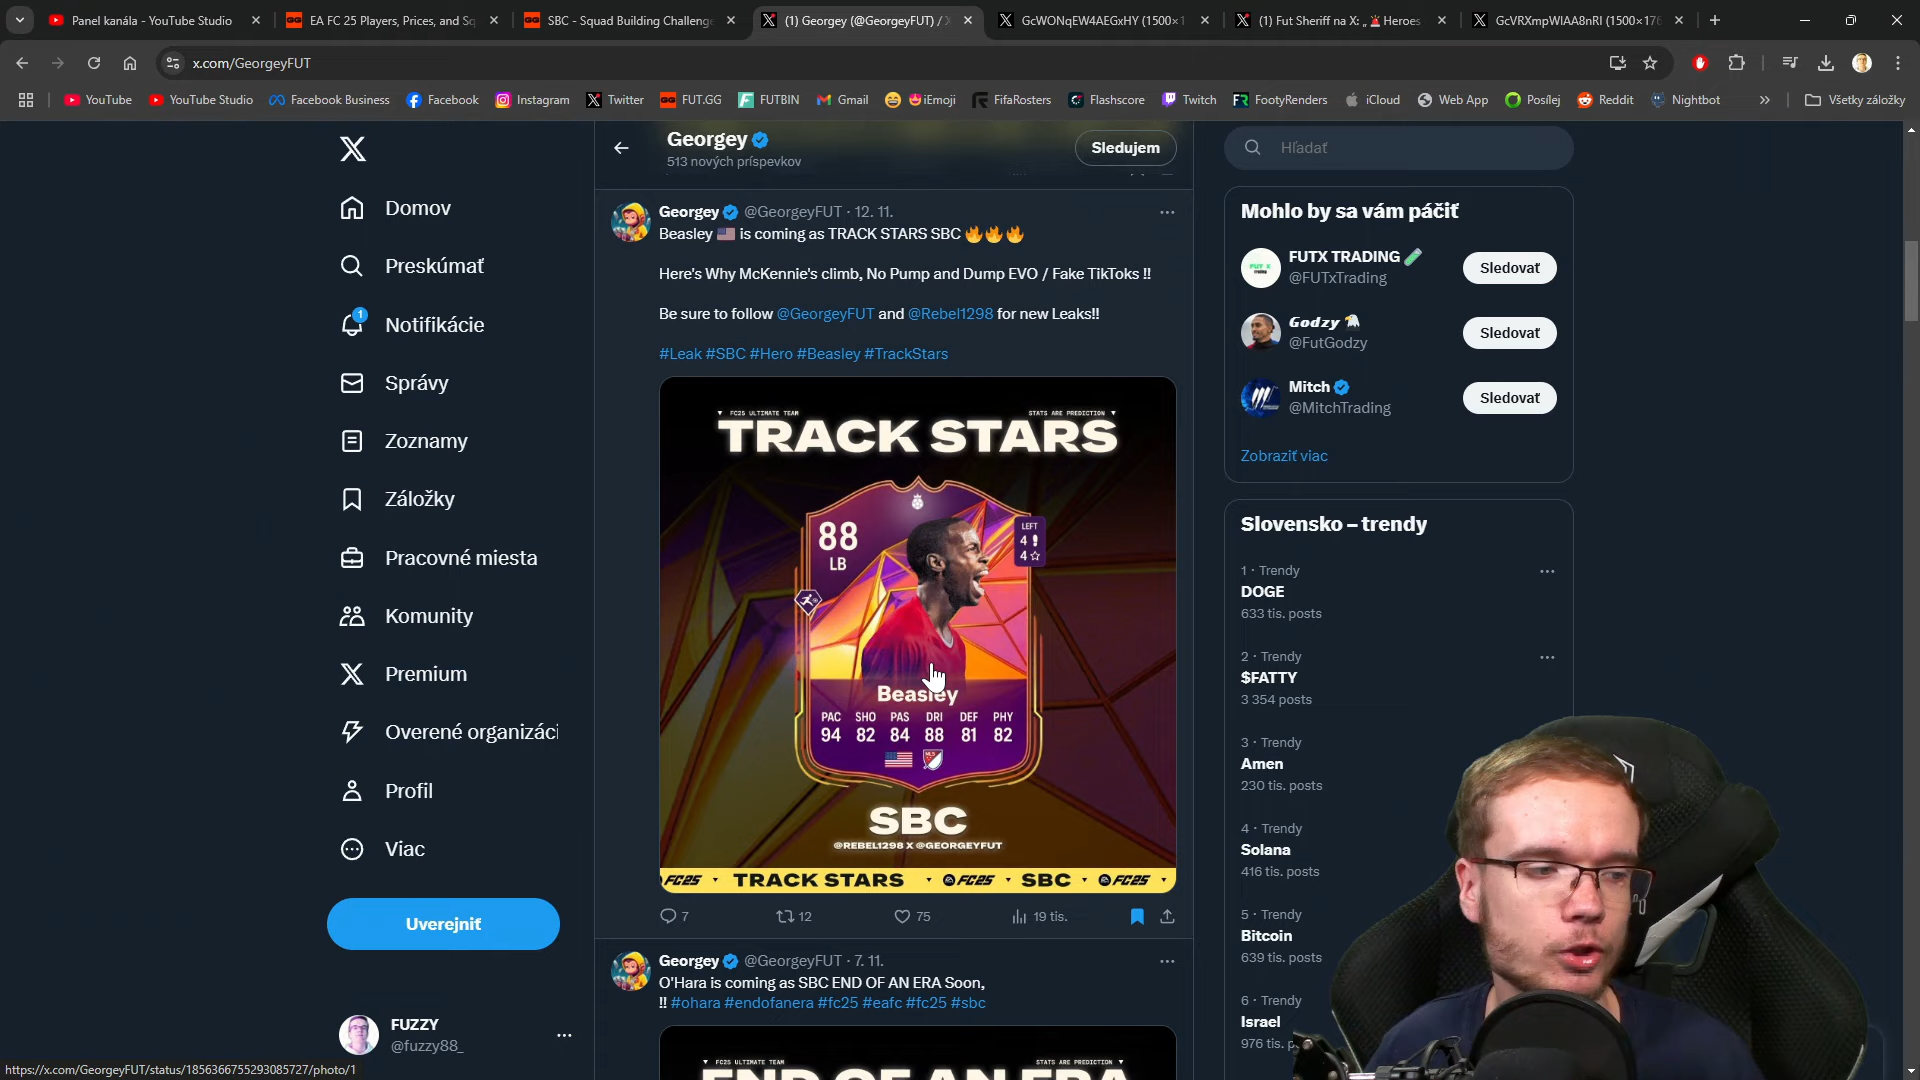 Panel kanála - YouTube Studio
EA FC 25 Players, Prices, and Sq
SBC - Squad Building Challenge
(1) Georgey (@GeorgeyFUT) /
GcWONqEW4AEGxHY (1500×1
(1) Fut Sheriff na X: „🚨Heroes
GcVRXmpWIAA8nRI (1500×176
x.com/GeorgeyFUT
YouTube
YouTube Studio
Facebook Business
Facebook
Instagram
Twitter
FUT.GG
FUTBIN
Gmail
iEmoji
FifaRosters
Flashscore
Twitch
FootyRenders
iCloud
Web App
Posílej
Reddit
Nightbot
Všetky záložky
Domov
Preskúmať
1
Notifikácie
Správy
Zoznamy
Záložky
Pracovné miesta
Komunity
Premium
Overené organizáci
Profil
Viac
Uverejniť
FUZZY
@fuzzy88_
https://x.com/GeorgeyFUT/status/1856366755293085727/photo/1
Georgey
513 nových príspevkov
Sledujem
Georgey @GeorgeyFUT · 12. 11.
Beasley 🇺🇸 is coming as TRACK STARS SBC 🔥🔥🔥
Here's Why McKennie's climb, No Pump and Dump EVO / Fake TikToks !!
Be sure to follow @GeorgeyFUT and @Rebel1298 for new Leaks!!
#Leak #SBC #Hero #Beasley #TrackStars
FC25 ULTIMATE TEAM
STATS ARE PREDICTION
TRACK STARS
88
LB
LEFT
4
4☆
Beasley
PAC SHO PAS DRI DEF PHY
94 82 84 88 81 82
SBC
@REBEL1298 X @GEORGEYFUT
FC25 TRACK STARS FC25 SBC FC25
7
12
75
19 tis.
Georgey @GeorgeyFUT · 7. 11.
O'Hara is coming as SBC END OF AN ERA Soon,
!! #ohara #endofanera #fc25 #eafc #fc25 #sbc
FC25 ULTIMATE TEAM
STATS ARE PREDICTION
END OF AN ERA
Hľadať
Mohlo by sa vám páčiť
FUTX TRADING
@FUTxTrading
Sledovať
Godzy
@FutGodzy
Sledovať
Mitch
@MitchTrading
Sledovať
Zobraziť viac
Slovensko – trendy
1 · Trendy
DOGE
633 tis. posts
2 · Trendy
$FATTY
3 354 posts
3 · Trendy
Amen
230 tis. posts
4 · Trendy
Solana
416 tis. posts
5 · Trendy
Bitcoin
639 tis. posts
6 · Trendy
Israel
976 tis.